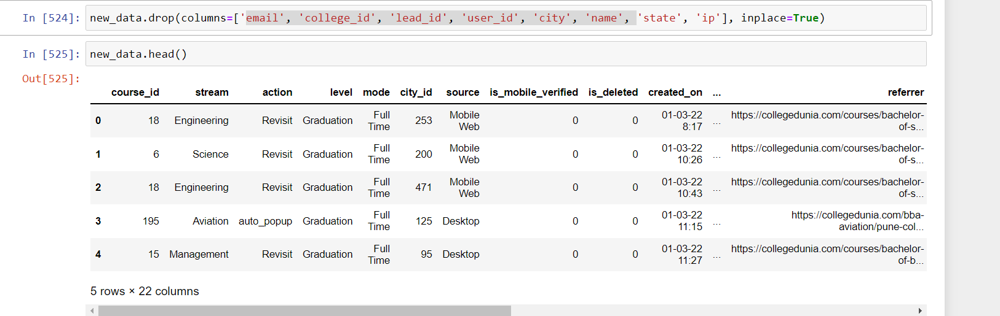 In [524]: new_data.drop(columns=['email', 'college_id', 'lead_id', 'user_id', 'city', 'name', 'state', 'ip'], inplace=True)
In [525]: new_data.head()
Out[525]:
course_id stream action level mode city_id source is_mobile_verified is_deleted created_on ... referrer
0 18 Engineering Revisit Graduation Full Time 253 Mobile Web 0 0 01-03-22 8:17 ... https://collegedunia.com/courses/bachelor-of-s...
1 6 Science Revisit Graduation Full Time 200 Mobile Web 0 0 01-03-22 10:26 ... https://collegedunia.com/courses/bachelor-of-s...
2 18 Engineering Revisit Graduation Full Time 471 Mobile Web 0 0 01-03-22 10:43 ... https://collegedunia.com/courses/bachelor-of-s...
3 195 Aviation auto_popup Graduation Full Time 125 Desktop 0 0 01-03-22 11:15 ... https://collegedunia.com/bba-aviation/pune-col...
4 15 Management Revisit Graduation Full Time 95 Desktop 0 0 01-03-22 11:27 ... https://collegedunia.com/courses/bachelor-of-b...
5 rows × 22 columns